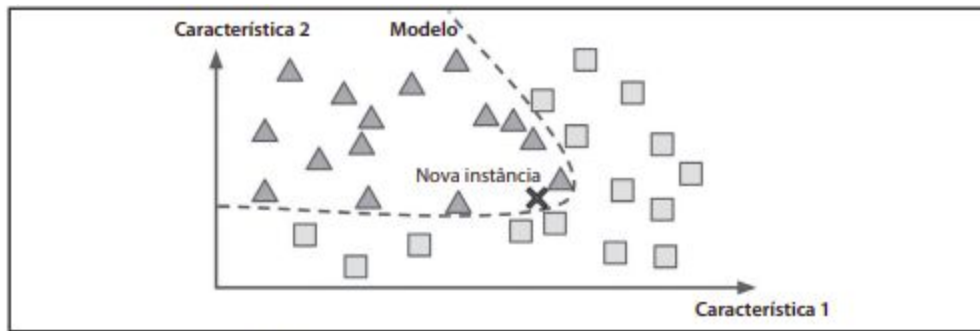 Característica 2
Modelo
Nova instância
Característica 1